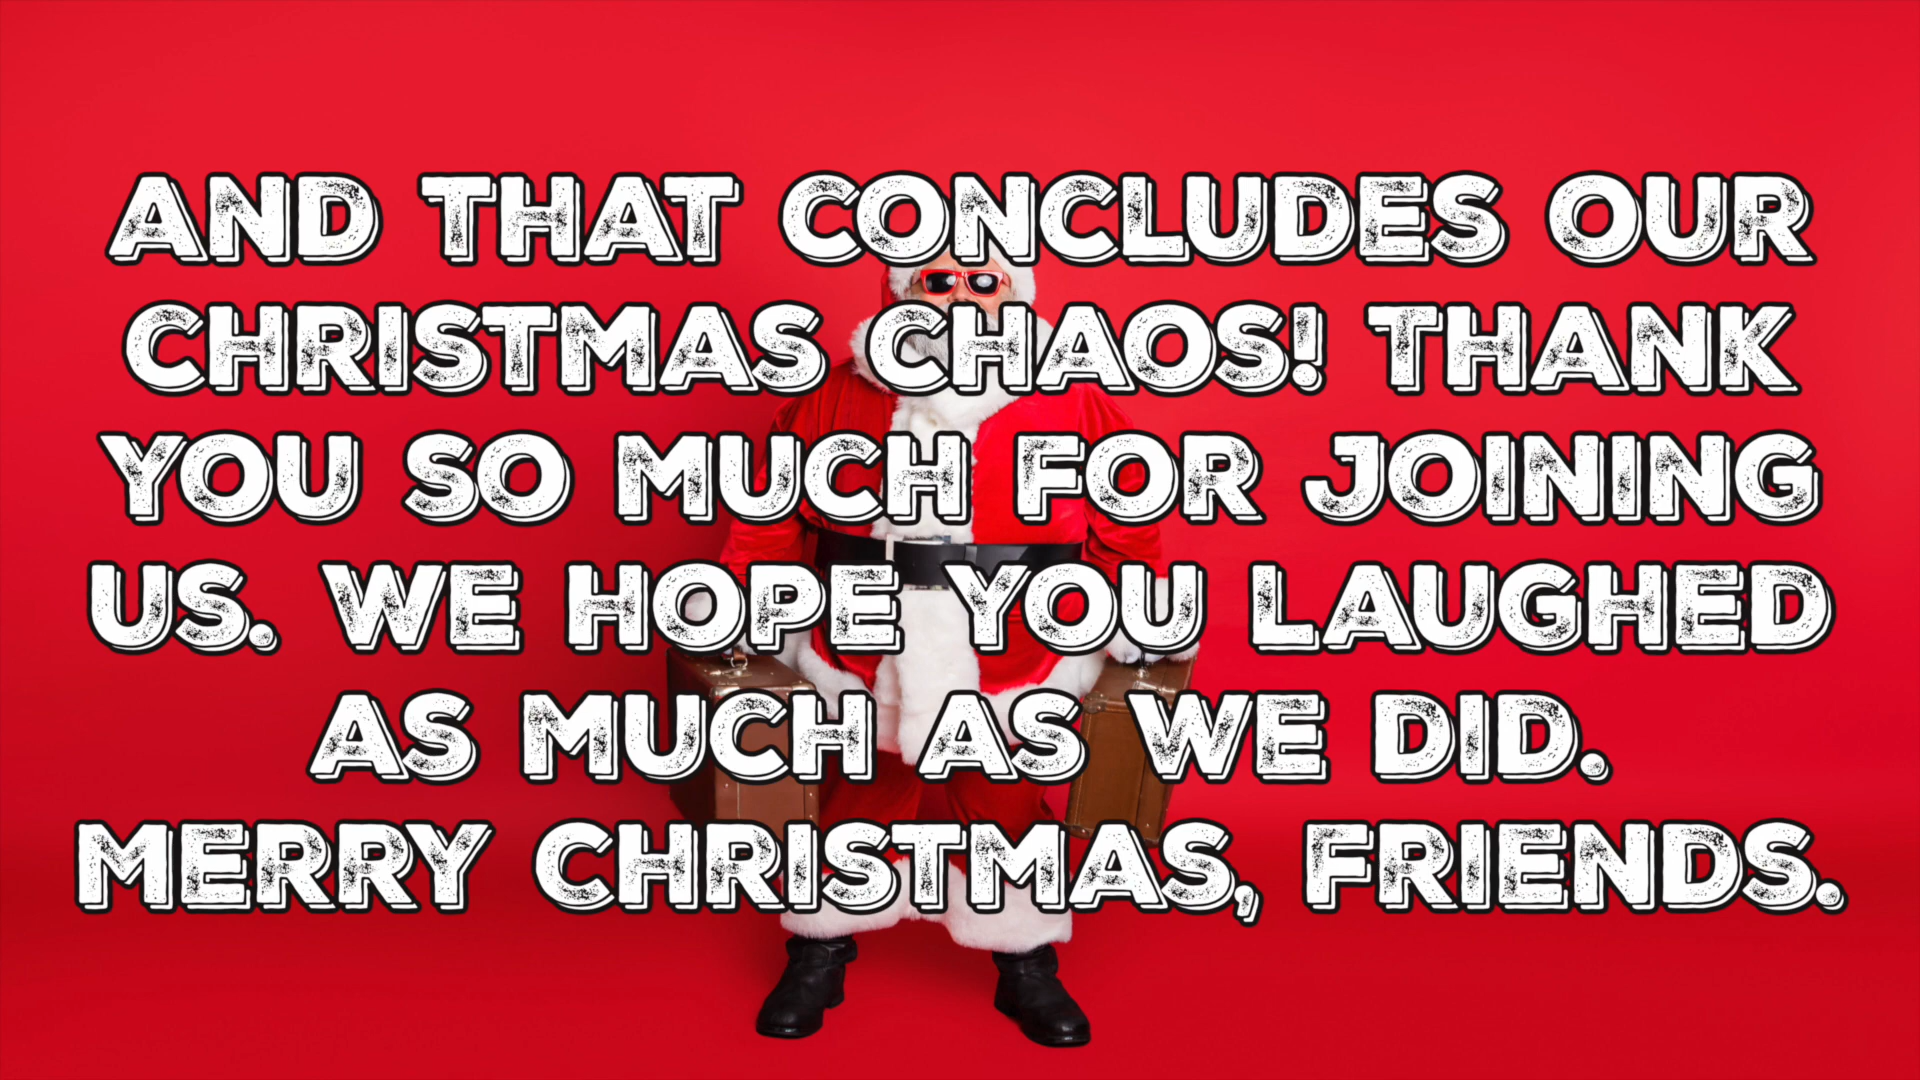 AND THAT CONCLUDES OUR
CHRISTMAS CHAOS! THANK
YOU SO MUCH FOR JOINING
US. WE HOPE YOU LAUGHED
AS MUCH AS WE DID.
MERRY CHRISTMAS, FRIENDS.